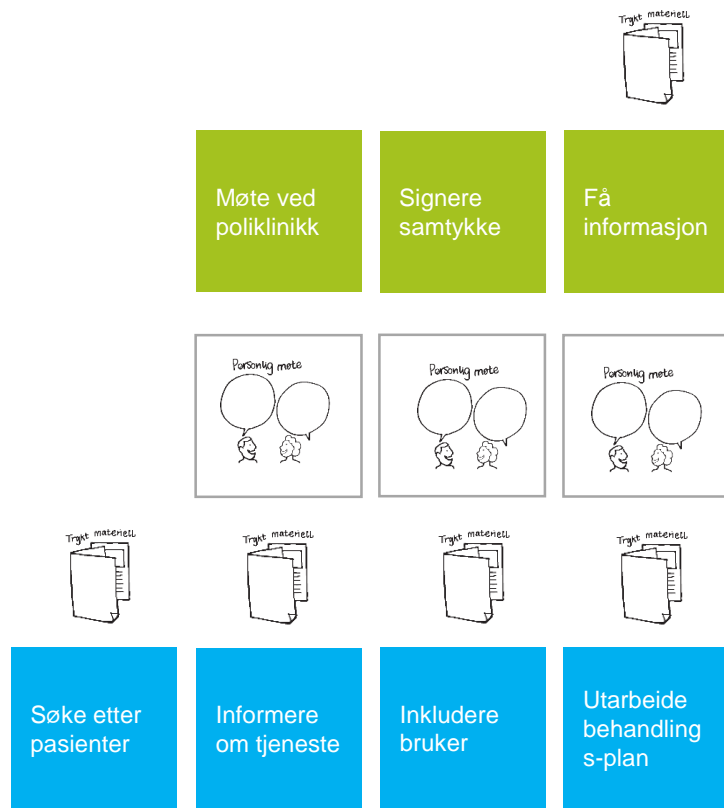 Trykt materiell
Møte ved
poliklinikk
Signere
samtykke
Få
informasjon
Personlig møte
Personlig møte
Personlig møte
Trykt materiell
Trykt materiell
Trykt materiell
Trykt materiell
Søke etter
pasienter
Informere
om tjeneste
Inkludere
bruker
Utarbeide
behandling
s-plan